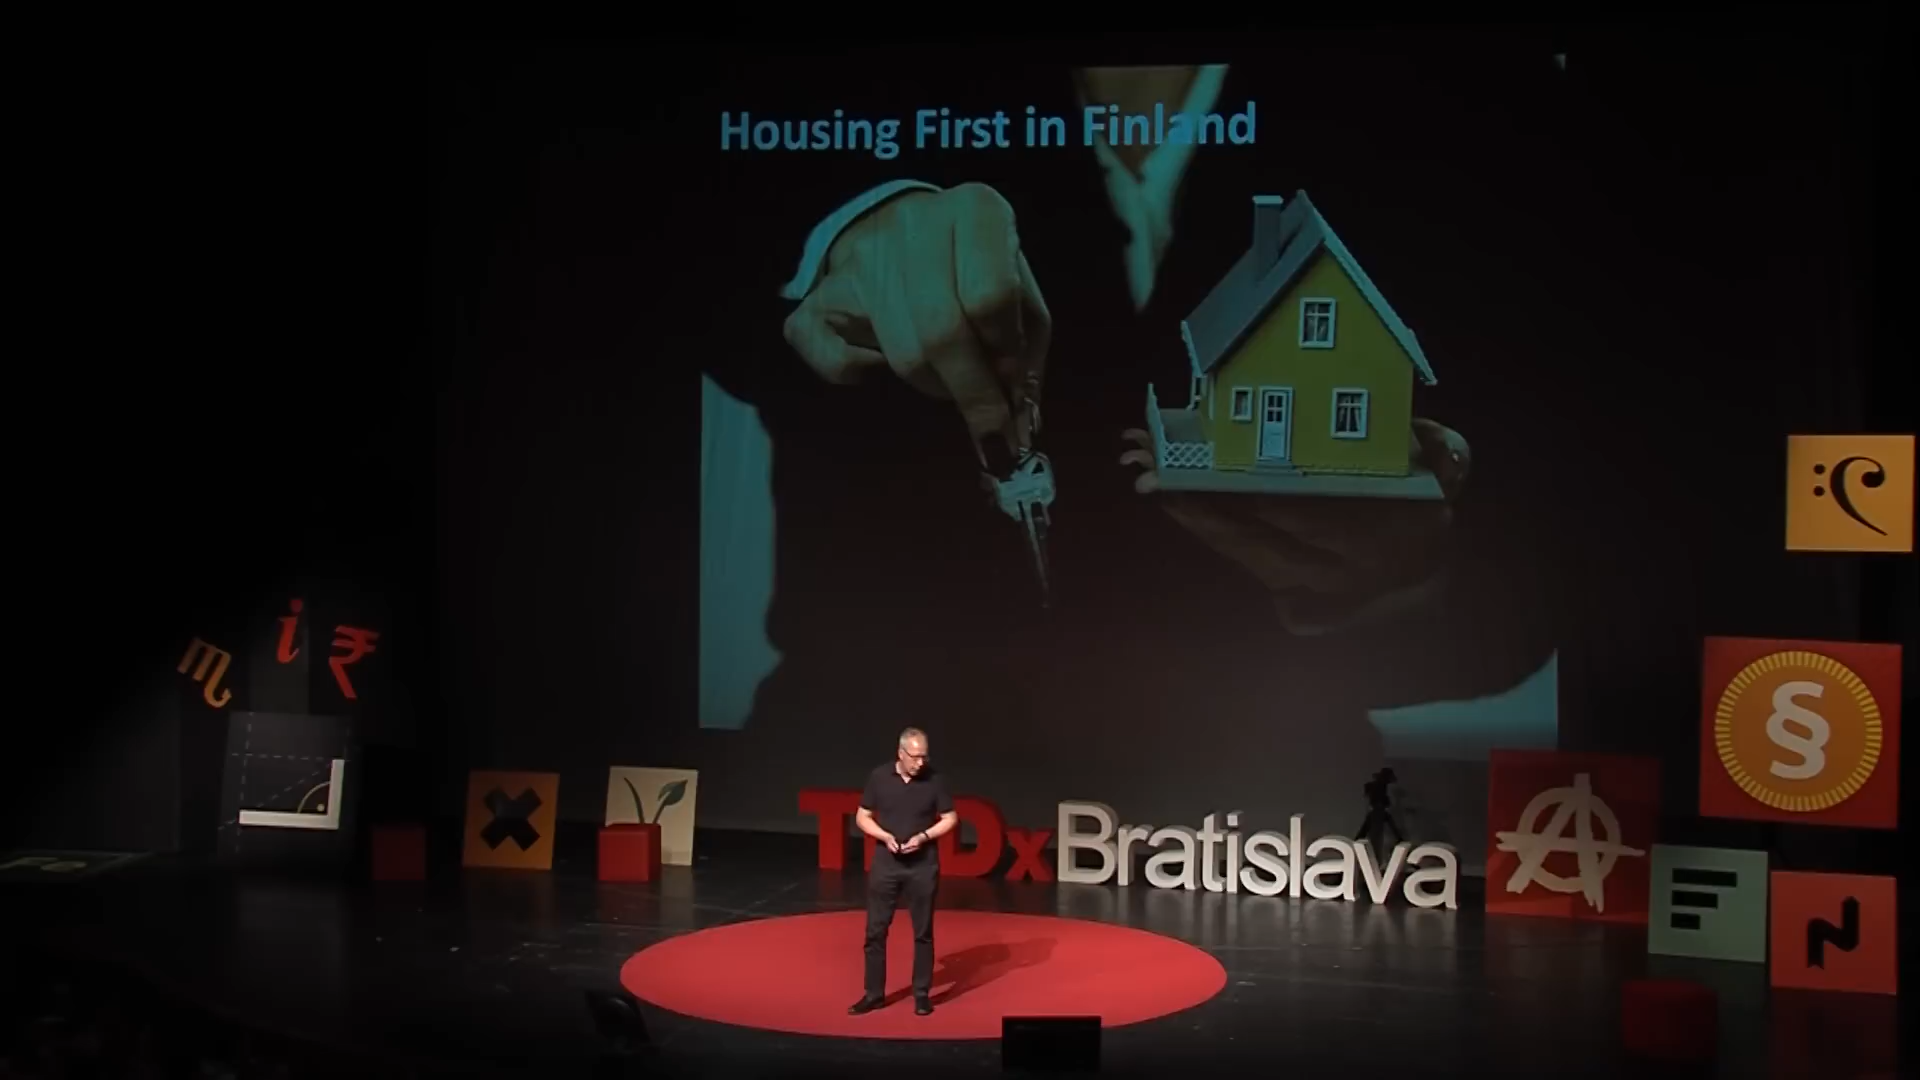 Housing First in Finland
m
i
₹
TEDxBratislava
§